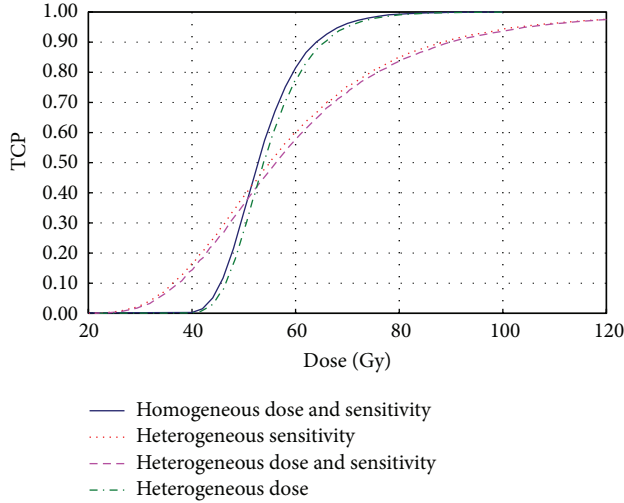 1.00
0.90
0.80
0.70
0.60
0.50
0.40
0.30
0.20
0.10
0.00
TCP
20 40 60 80 100 120
Dose (Gy)
Homogeneous dose and sensitivity
Heterogeneous sensitivity
Heterogeneous dose and sensitivity
Heterogeneous dose